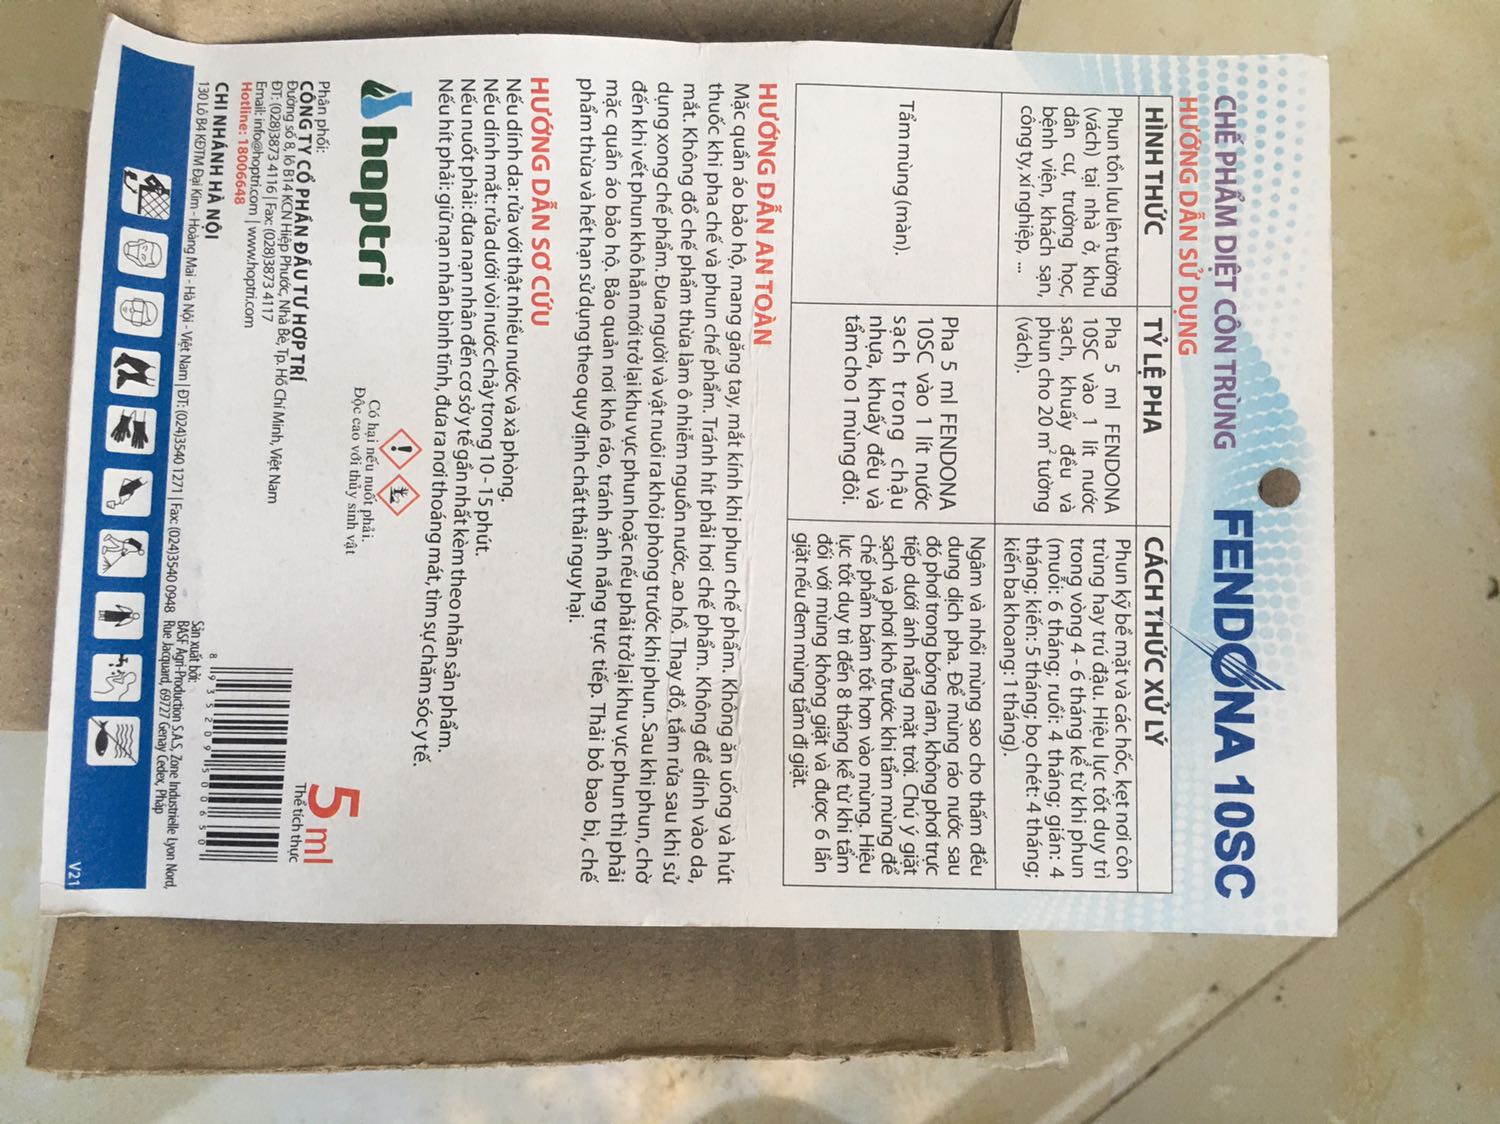 CHẾ PHẨM DIỆT CÔN TRÙNG FENDONA 10SC
HƯỚNG DẪN SỬ DỤNG
HÌNH THỨC
TỶ LỆ PHA
CÁCH THỨC XỬ LÝ
Phun tồn lưu lên tường
(vách) tại nhà ở, khu
dân cư, trường học,
bệnh viện, khách sạn,
công ty, xí nghiệp, ...
Pha 5 ml FENDONA
10SC vào 1 lít nước
sạch, khuấy đều và
phun cho 20 m² tường
(vách).
Phun kỹ bề mặt và các hốc, kẹt nơi côn
trùng hay trú đậu. Hiệu lực tốt duy trì
trong vòng 4 - 6 tháng kể từ khi phun
(muỗi: 6 tháng; ruồi: 4 tháng; gián: 4
tháng; kiến: 5 tháng; bọ chét: 4 tháng;
kiến ba khoang: 1 tháng).
Tẩm mùng (màn).
Pha 5 ml FENDONA
10SC vào 1 lít nước
sạch trong chậu
nhựa, khuấy đều và
tẩm cho 1 mùng đôi.
Ngâm và nhồi mùng sao cho thấm đều
dung dịch pha. Để mùng ráo nước sau
đó phơi trong bóng râm, không phơi trực
tiếp dưới ánh nắng mặt trời. Chú ý giặt
sạch và phơi khô trước khi tẩm mùng để
chế phẩm bám tốt hơn vào mùng. Hiệu
lực tốt duy trì đến 8 tháng kể từ khi tẩm
đối với mùng không giặt và được 6 lần
giặt nếu đem mùng tẩm đi giặt.
HƯỚNG DẪN AN TOÀN
Mặc quần áo bảo hộ, mang găng tay, mắt kính khi phun chế phẩm. Không ăn uống và hút
thuốc khi pha chế và phun chế phẩm. Tránh hít phải hơi chế phẩm. Không để dính vào da,
mắt. Không đổ chế phẩm thừa làm ô nhiễm nguồn nước, ao hồ. Thay đồ, tắm rửa sau khi sử
dụng xong chế phẩm. Đưa người và vật nuôi ra khỏi phòng trước khi phun. Sau khi phun, chờ
đến khi vết phun khô hẳn mới trở lại khu vực phun hoặc nếu phải trở lại khu vực phun thì phải
mặc quần áo bảo hộ. Bảo quản nơi khô ráo, tránh ánh nắng trực tiếp. Thải bỏ bao bì, chế
phẩm thừa và hết hạn sử dụng theo quy định chất thải nguy hại.
HƯỚNG DẪN SƠ CỨU
Nếu dính da: rửa với thật nhiều nước và xà phòng.
Nếu dính mắt: rửa dưới vòi nước chảy trong 10 - 15 phút.
Nếu nuốt phải: đưa nạn nhân đến cơ sở y tế gần nhất kèm theo nhãn sản phẩm.
Nếu hít phải: giữ nạn nhân bình tĩnh, đưa ra nơi thoáng mát, tìm sự chăm sóc y tế.
hoptri
Có hại nếu nuốt phải.
Độc cao với thủy sinh vật
5 ml
Thể tích thực
Phân phối:
CÔNG TY CỔ PHẦN ĐẦU TƯ HỢP TRÍ
Đường số 8, lô B14 KCN Hiệp Phước, Nhà Bè, Tp. Hồ Chí Minh, Việt Nam
ĐT: (028)3873 4116 | Fax: (028)3873 4117
Email: info@hoptri.com | www.hoptri.com
Hotline: 18006648
CHI NHÁNH HÀ NỘI
130 Lô B4 KĐTM Đại Kim - Hoàng Mai - Hà Nội - Việt Nam | ĐT: (024)3540 1271 | Fax: (024)3540 0948
8 935209 500650
Sản xuất bởi:
BASF Agri-Production S.A.S, Zone Industrielle Lyon Nord,
Rue Jacquard, 69727 Genay Cedex, Pháp
V21